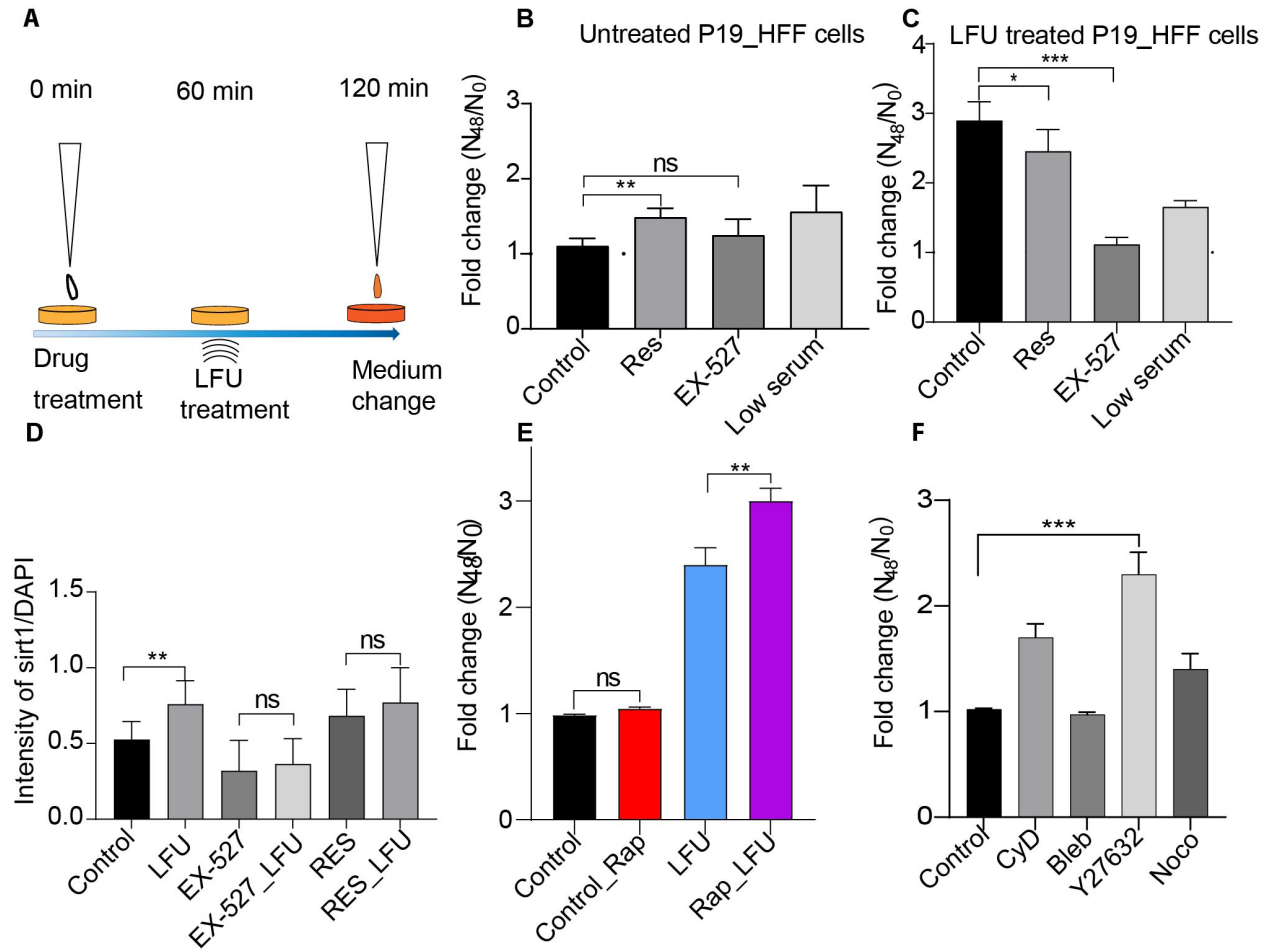 A
0 min
60 min
120 min
Drug
treatment
LFU
treatment
Medium
change
B
Untreated P19_HFF cells
Fold change (N48/N0)
3
2
1
0
ns
**
Control
Res
EX-527
Low serum
C
LFU treated P19_HFF cells
Fold change (N48/N0)
4
3
2
1
0
***
*
Control
Res
EX-527
Low serum
D
Intensity of sirt1/DAPI
1.5
1.0
0.5
0.0
**
ns
ns
Control
LFU
EX-527
EX-527_LFU
RES
RES_LFU
E
Fold change (N48/N0)
3
2
1
0
ns
**
Control
Control_Rap
LFU
Rap_LFU
F
Fold change (N48/N0)
3
2
1
0
***
Control
CyD
Bleb
Y27632
Noco